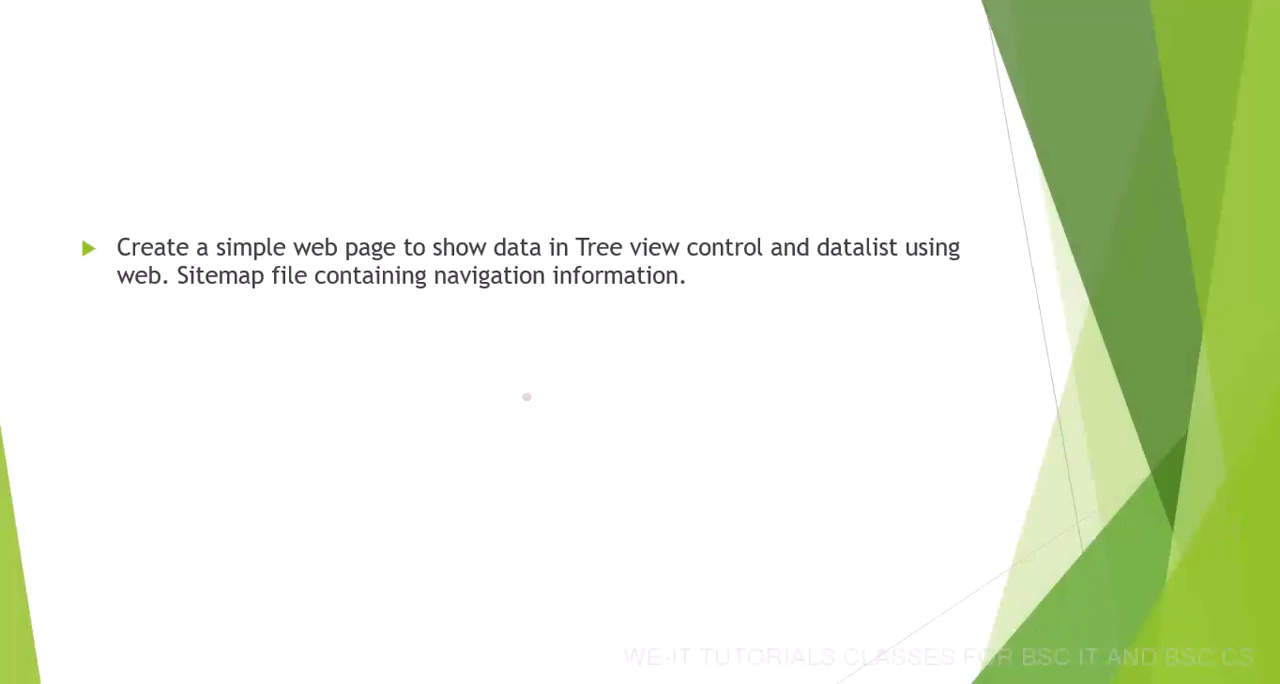 Create a simple web page to show data in Tree view control and datalist using
web. Sitemap file containing navigation information.
WE-IT TUTORIALS CLASSES FOR BSC IT AND BSC CS